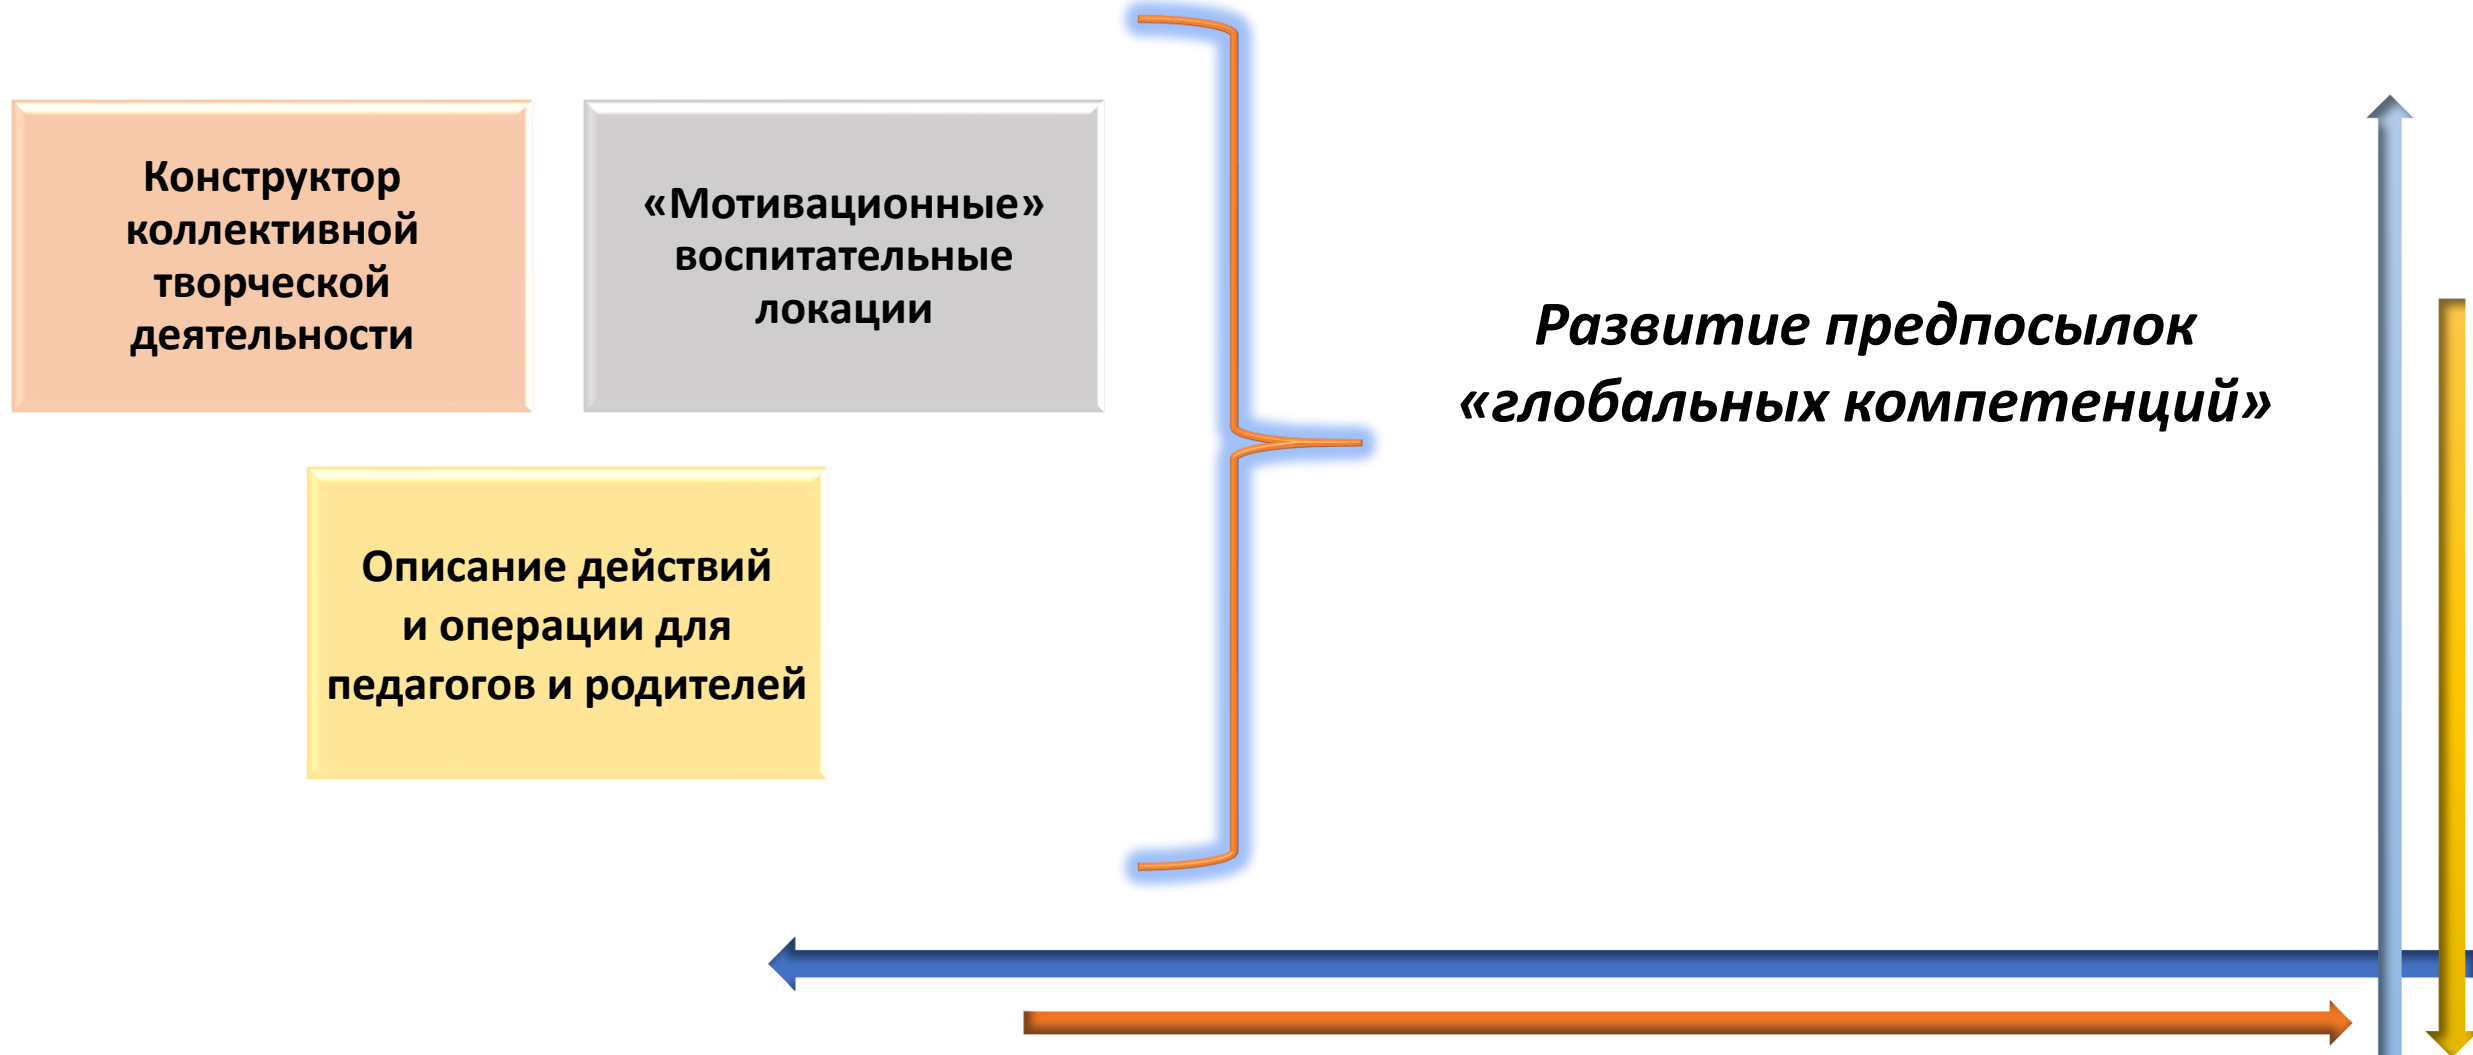 Конструктор
коллективной
творческой
деятельности
«Мотивационные»
воспитательные
локации
Описание действий
и операции для
педагогов и родителей
Развитие предпосылок
«глобальных компетенций»